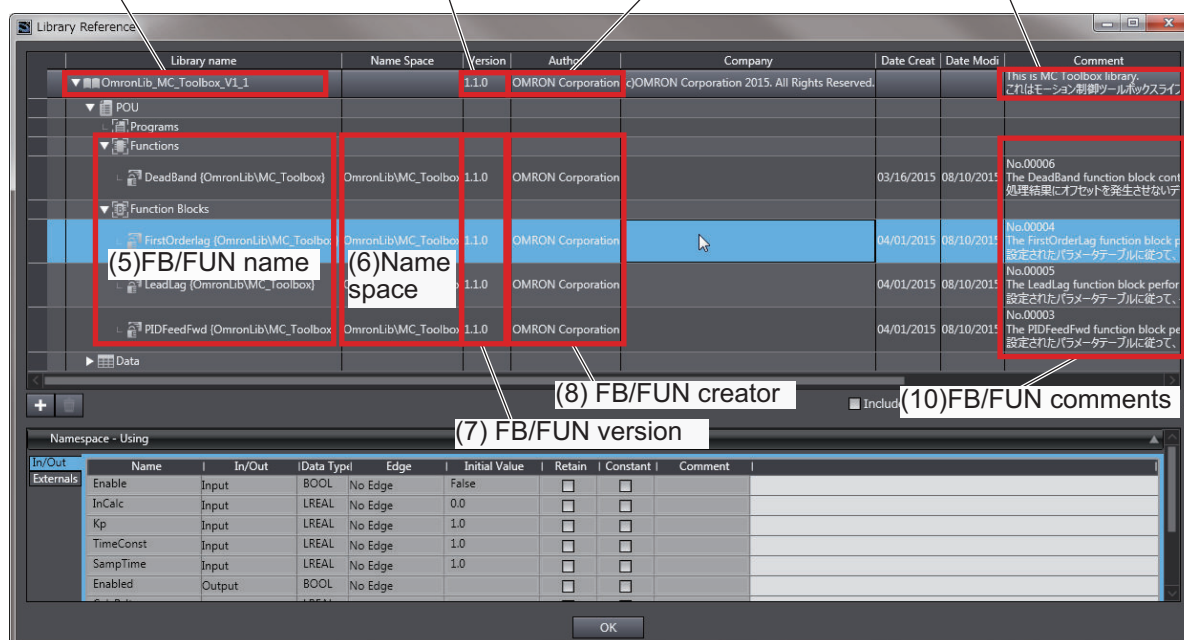 Library Reference
Library name Name Space Version Author Company Date Creat Date Modi Comment
OmronLib_MC_Toolbox_V1_1 1.1.0 OMRON Corporation c)OMRON Corporation 2015. All Rights Reserved. This is MC Toolbox library.
これはモーション制御ツールボックスライブ
POU
Programs
Functions
DeadBand {OmronLib\MC_Toolbox} OmronLib\MC_Toolbox 1.1.0 OMRON Corporation 03/16/2015 08/10/2015 No.00006
The DeadBand function block cont
処理結果にオフセットを発生させないデ
Function Blocks
FirstOrderlag {OmronLib\MC_Toolbox OmronLib\MC_Toolbox 1.1.0 OMRON Corporation 04/01/2015 08/10/2015 No.00004
The FirstOrderLag function block p
設定されたパラメータテーブルに従って、
(5)FB/FUN name
(6)Name
space
LeadLag {OmronLib\MC_Toolbox} 1.1.0 OMRON Corporation 04/01/2015 08/10/2015 No.00005
The LeadLag function block perfor
設定されたパラメータテーブルに従って、
PIDFeedFwd {OmronLib\MC_Toolbox OmronLib\MC_Toolbox 1.1.0 OMRON Corporation 04/01/2015 08/10/2015 No.00003
The PIDFeedFwd function block pe
設定されたパラメータテーブルに従って、
Data
(8) FB/FUN creator
Include
(10)FB/FUN comments
(7) FB/FUN version
Namespace - Using
In/Out
Externals
Name In/Out Data Type Edge Initial Value Retain Constant Comment
Enable Input BOOL No Edge False
InCalc Input LREAL No Edge 0.0
Kp Input LREAL No Edge 1.0
TimeConst Input LREAL No Edge 1.0
SampTime Input LREAL No Edge 1.0
Enabled Output BOOL No Edge
OK